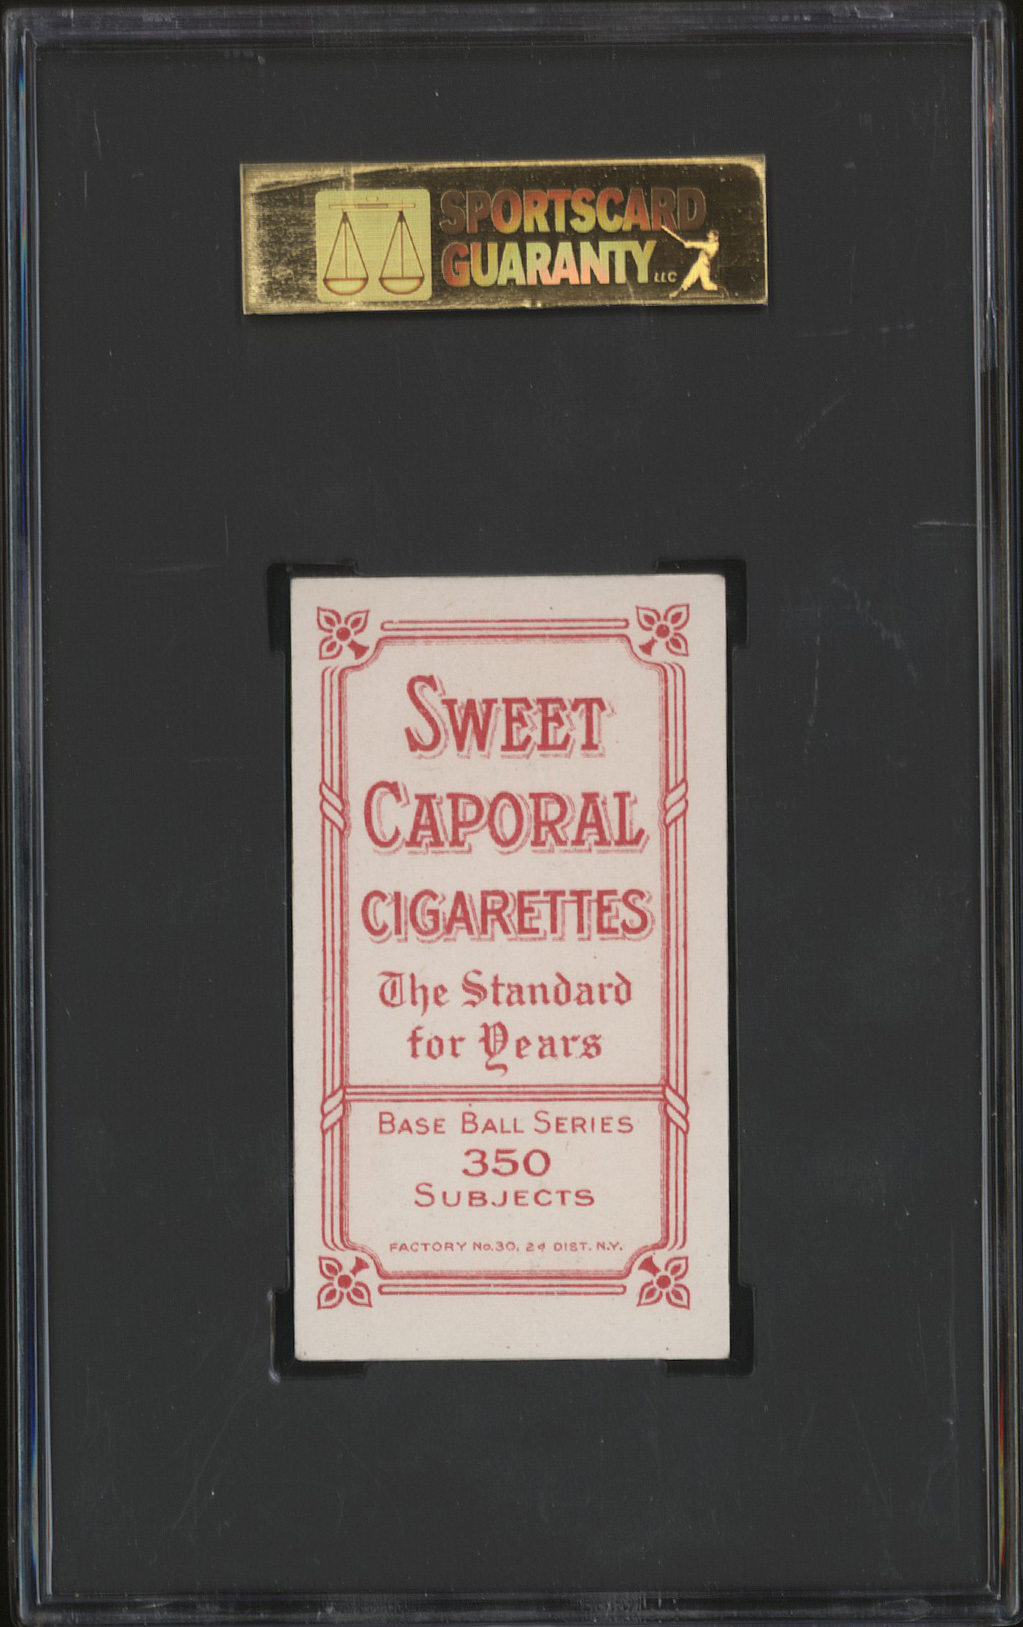 SPORTSCARD
GUARANTY LLC
SWEET
CAPORAL
CIGARETTES
The Standard
for Years
BASE BALL SERIES
350
SUBJECTS
FACTORY No. 30, 2d DIST. N.Y.